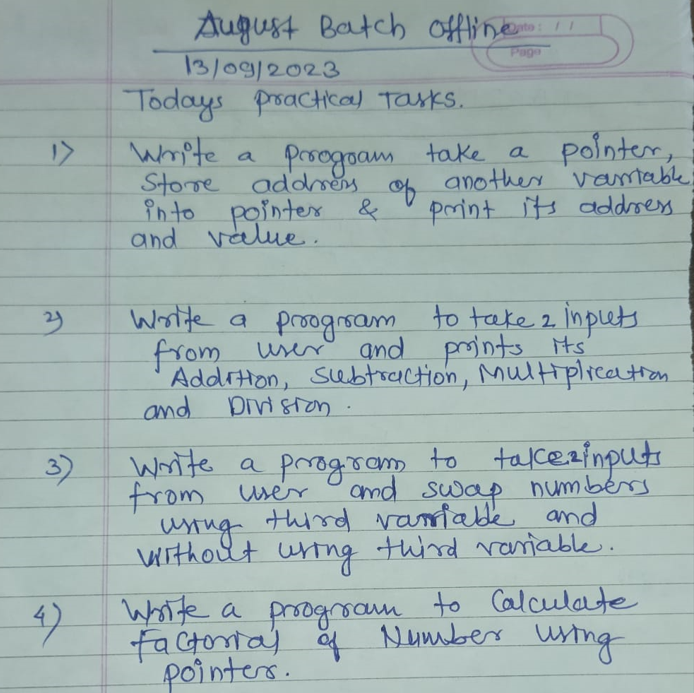 August Batch offline
Date: / /
Page
13/09/2023
Todays practical Tasks.
1) Write a program take a pointer,
Store address of another variable
into pointer & print its address
and value.
2) Write a program to take 2 inputs
from user and prints its
Addition, Subtraction, Multiplication
and Division.
3) Write a program to take 2 inputs
from user and swap numbers
using third variable and
without using third variable.
4) Write a program to Calculate
factorial of Number using
pointers.